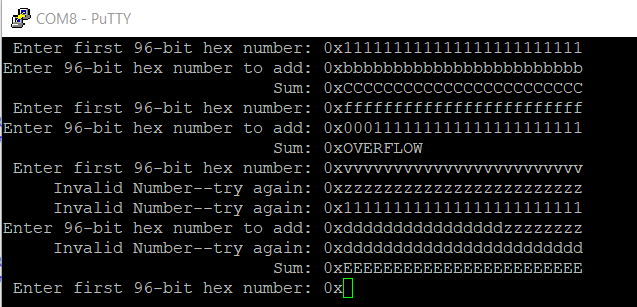 COM8 - PuTTY
Enter first 96-bit hex number: 0x111111111111111111111111
Enter 96-bit hex number to add: 0xbbbbbbbbbbbbbbbbbbbbbbbb
Sum: 0xCCCCCCCCCCCCCCCCCCCCCCCC
Enter first 96-bit hex number: 0xffffffffffffffffffffffff
Enter 96-bit hex number to add: 0x000111111111111111111111
Sum: 0xOVERFLOW
Enter first 96-bit hex number: 0xvvvvvvvvvvvvvvvvvvvvvvvv
Invalid Number--try again: 0xzzzzzzzzzzzzzzzzzzzzzzzz
Invalid Number--try again: 0x111111111111111111111111
Enter 96-bit hex number to add: 0xddddddddddddddddzzzzzzzz
Invalid Number--try again: 0xdddddddddddddddddddddddd
Sum: 0xEEEEEEEEEEEEEEEEEEEEEEEE
Enter first 96-bit hex number: 0x